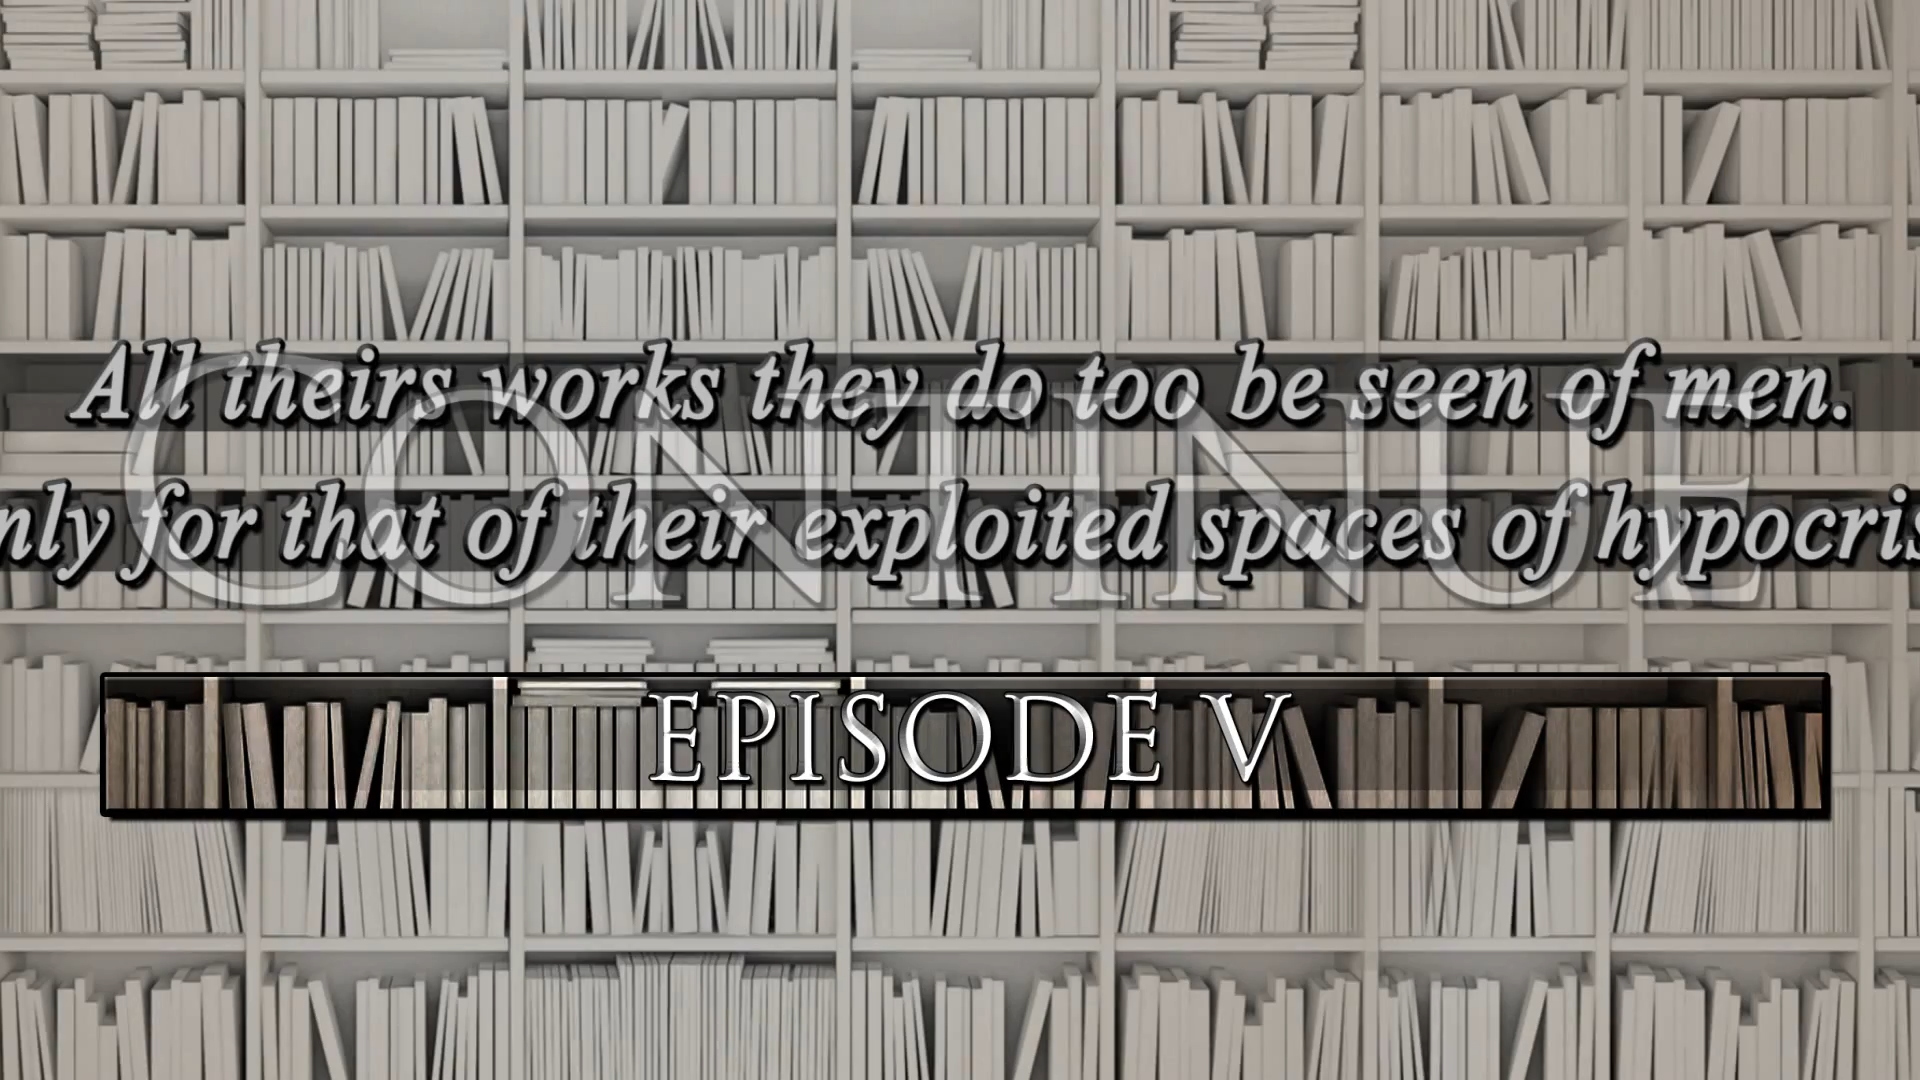 All theirs works they do too be seen of men.
CONTINUE
nly for that of their exploited spaces of hypocris
EPISODE V